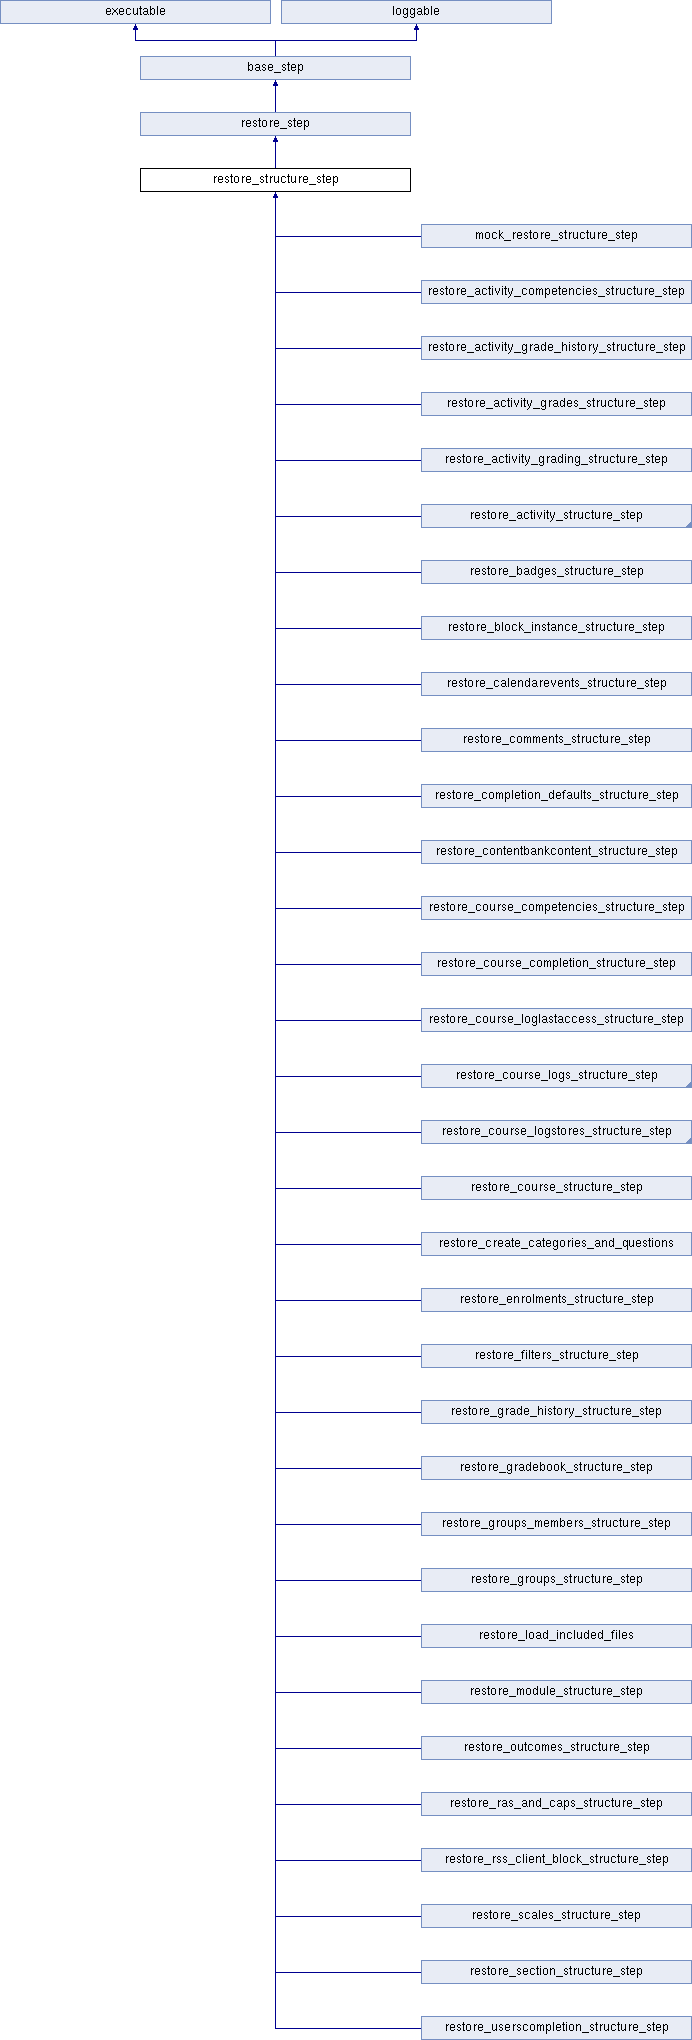 executable
loggable
base_step
restore_step
restore_structure_step
mock_restore_structure_step
restore_activity_competencies_structure_step
restore_activity_grade_history_structure_step
restore_activity_grades_structure_step
restore_activity_grading_structure_step
restore_activity_structure_step
restore_badges_structure_step
restore_block_instance_structure_step
restore_calendarevents_structure_step
restore_comments_structure_step
restore_completion_defaults_structure_step
restore_contentbankcontent_structure_step
restore_course_competencies_structure_step
restore_course_completion_structure_step
restore_course_loglastaccess_structure_step
restore_course_logs_structure_step
restore_course_logstores_structure_step
restore_course_structure_step
restore_create_categories_and_questions
restore_enrolments_structure_step
restore_filters_structure_step
restore_grade_history_structure_step
restore_gradebook_structure_step
restore_groups_members_structure_step
restore_groups_structure_step
restore_load_included_files
restore_module_structure_step
restore_outcomes_structure_step
restore_ras_and_caps_structure_step
restore_rss_client_block_structure_step
restore_scales_structure_step
restore_section_structure_step
restore_userscompletion_structure_step